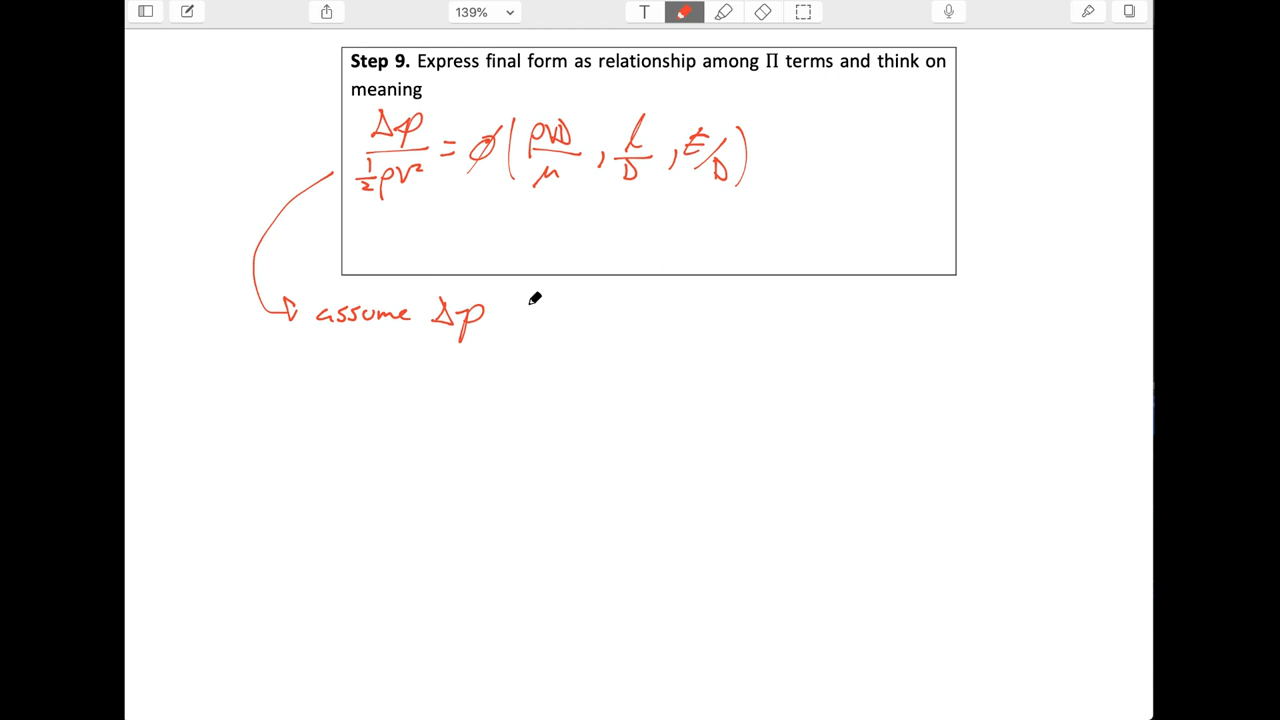 139%
T
Step 9. Express final form as relationship among Π terms and think on
meaning
Δp / ½ρV² = φ(ρVD/μ, l/D, ε/D)
assume Δp